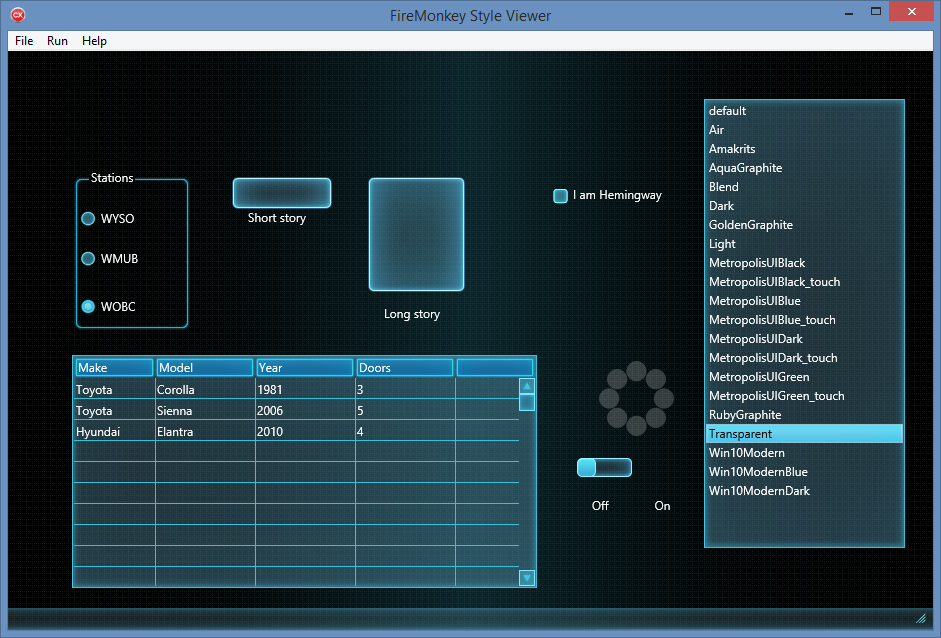 CX
FireMonkey Style Viewer
File Run Help
Stations
WYSO
WMUB
WOBC
Short story
Long story
I am Hemingway
Make Model Year Doors
Toyota Corolla 1981 3
Toyota Sienna 2006 5
Hyundai Elantra 2010 4
Off On
default
Air
Amakrits
AquaGraphite
Blend
Dark
GoldenGraphite
Light
MetropolisUIBlack
MetropolisUIBlack_touch
MetropolisUIBlue
MetropolisUIBlue_touch
MetropolisUIDark
MetropolisUIDark_touch
MetropolisUIGreen
MetropolisUIGreen_touch
RubyGraphite
Transparent
Win10Modern
Win10ModernBlue
Win10ModernDark